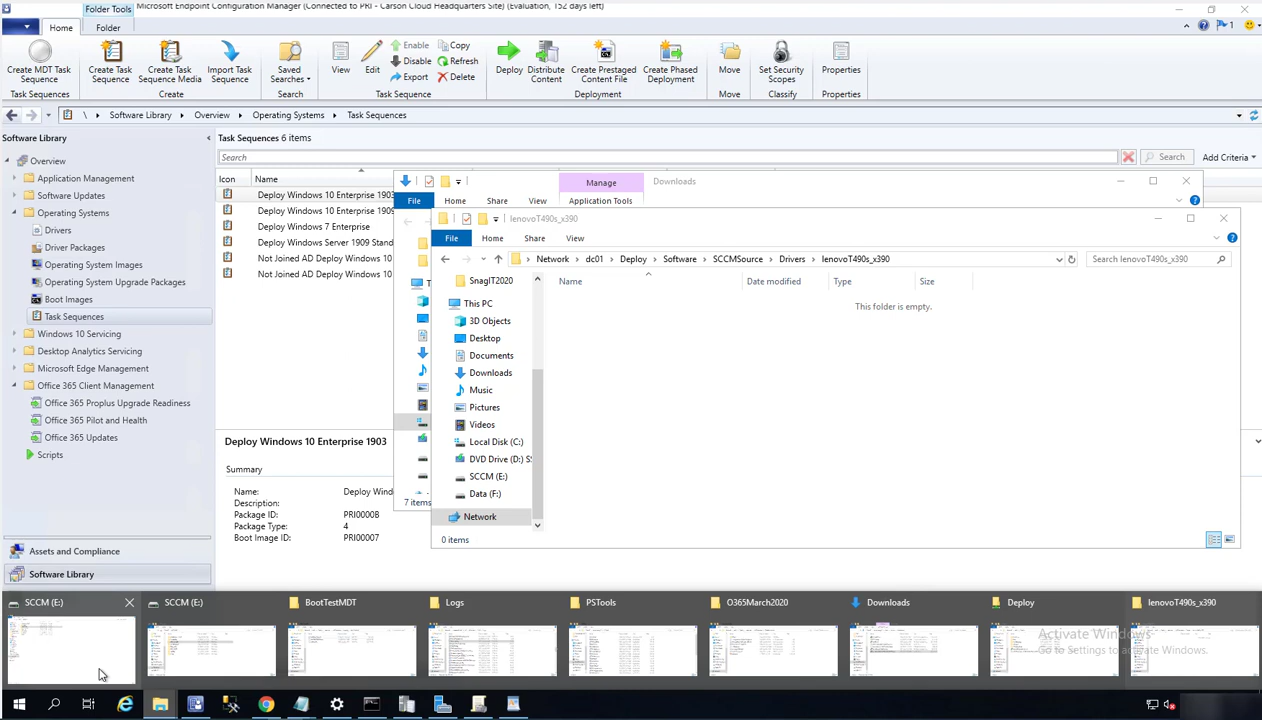 Folder Tools
Microsoft Endpoint Configuration Manager (Connected to PRI - Carson Cloud Headquarters Site) (Evaluation, 152 days left)
Home
Folder
1
Create MDT Task Sequence
Create Task Sequence
Create Task Sequence Media
Import Task Sequence
Saved Searches
View
Edit
Enable
Disable
Export
Copy
Refresh
Delete
Deploy
Distribute Content
Create Prestaged Content File
Create Phased Deployment
Move
Set Security Scopes
Properties
Task Sequences
Create
Search
Task Sequence
Deployment
Move
Classify
Properties
\ Software Library Overview Operating Systems Task Sequences
Software Library
Overview
Application Management
Software Updates
Operating Systems
Drivers
Driver Packages
Operating System Images
Operating System Upgrade Packages
Boot Images
Task Sequences
Windows 10 Servicing
Desktop Analytics Servicing
Microsoft Edge Management
Office 365 Client Management
Office 365 Proplus Upgrade Readiness
Office 365 Pilot and Health
Office 365 Updates
Scripts
Assets and Compliance
Software Library
Task Sequences 6 items
Search
Search
Add Criteria
Icon Name
Deploy Windows 10 Enterprise 1903
Deploy Windows 10 Enterprise 1909
Deploy Windows 7 Enterprise
Deploy Windows Server 1909 Stand
Not Joined AD Deploy Windows 10
Not Joined AD Deploy Windows 10
Deploy Windows 10 Enterprise 1903
Summary
Name: Deploy Wind
Description:
Package ID: PRI00008
Package Type: 4
Boot Image ID: PRI00007
Manage
Downloads
File Home Share View Application Tools
7 items
lenovoT490s_x390
File Home Share View
Network dc01 Deploy Software SCCMSource Drivers lenovoT490s_x390
Search lenovoT490s_x390
SnagIT2020
This PC
3D Objects
Desktop
Documents
Downloads
Music
Pictures
Videos
Local Disk (C:)
DVD Drive (D:) SS
SCCM (E:)
Data (F:)
Network
Name Date modified Type Size
This folder is empty.
0 items
SCCM (E:)
SCCM (E:)
BootTestMDT
Logs
PSTools
O365March2020
Downloads
Deploy
lenovoT490s_x390
Activate Windows
Go to Settings to activate Windows.